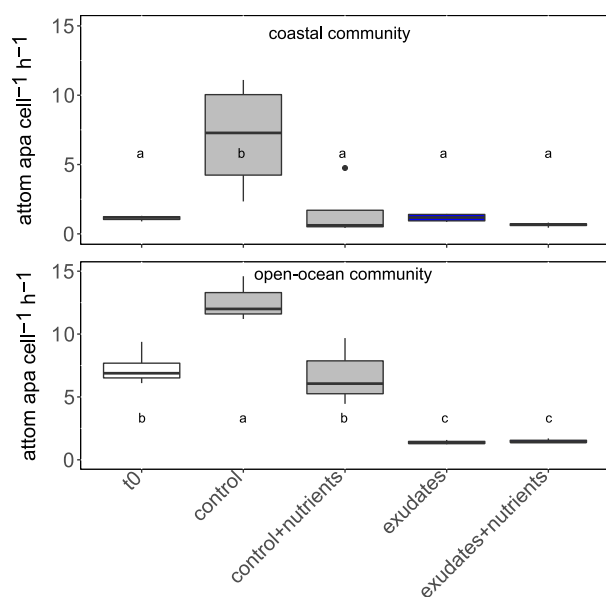 coastal community
attom apa cell⁻¹ h⁻¹
15
10
5
0
a
b
a
a
a
open-ocean community
attom apa cell⁻¹ h⁻¹
15
10
5
0
b
a
b
c
c
t0
control
control+nutrients
exudates
exudates+nutrients